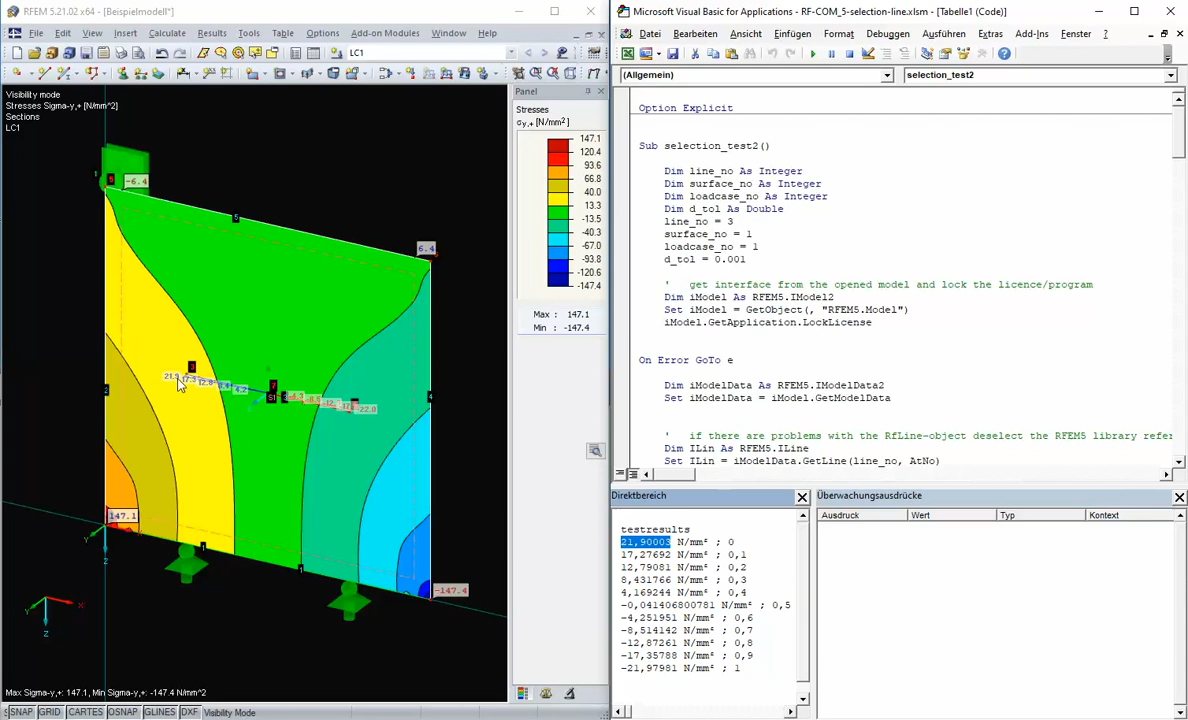 RFEM 5.21.02 x64 - [Beispielmodell*]
File Edit View Insert Calculate Results Tools Table Options Add-on Modules Window Help
LC1
Visibility mode
Stresses Sigma-y,+ [N/mm^2]
Sections
LC1
Panel
Stresses
σy,+ [N/mm²]
147.1
120.4
93.6
66.8
40.0
13.3
-13.5
-40.3
-67.0
-93.8
-120.6
-147.4
Max : 147.1
Min : -147.4
-6.4
6.4
147.1
-147.4
Max Sigma-y,+: 147.1, Min Sigma-y,+: -147.4 N/mm^2
SNAP GRID CARTES OSNAP GLINES DXF Visibility Mode
Microsoft Visual Basic for Applications - RF-COM_5-selection-line.xlsm - [Tabelle1 (Code)]
Datei Bearbeiten Ansicht Einfügen Format Debuggen Ausführen Extras Add-Ins Fenster ?
(Allgemein) selection_test2
Option Explicit
Sub selection_test2()
Dim line_no As Integer
Dim surface_no As Integer
Dim loadcase_no As Integer
Dim d_tol As Double
line_no = 3
surface_no = 1
loadcase_no = 1
d_tol = 0.001
' get interface from the opened model and lock the licence/program
Dim iModel As RFEM5.IModel2
Set iModel = GetObject(, "RFEM5.Model")
iModel.GetApplication.LockLicense
On Error GoTo e
Dim iModelData As RFEM5.IModelData2
Set iModelData = iModel.GetModelData
' if there are problems with the RfLine-object deselect the RFEM5 library refer
Dim ILin As RFEM5.ILine
Set ILin = iModelData.GetLine(line_no, AtNo)
Direktbereich
testresults
21,90003 N/mm² ; 0
17,27692 N/mm² ; 0,1
12,79081 N/mm² ; 0,2
8,431766 N/mm² ; 0,3
4,169244 N/mm² ; 0,4
-0,041406800781 N/mm² ; 0,5
-4,251951 N/mm² ; 0,6
-8,514142 N/mm² ; 0,7
-12,87261 N/mm² ; 0,8
-17,35788 N/mm² ; 0,9
-21,97981 N/mm² ; 1
Überwachungsausdrücke
Ausdruck Wert Typ Kontext